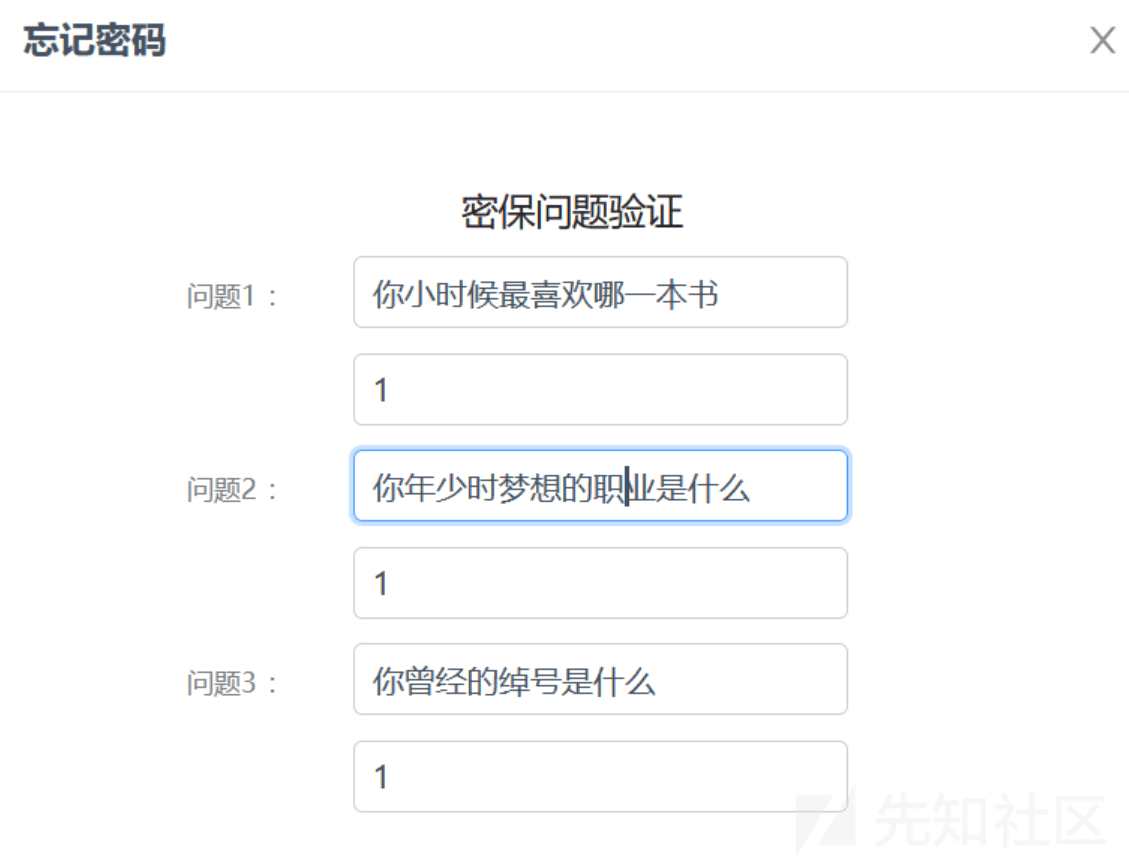 忘记密码
密保问题验证
问题1： 你小时候最喜欢哪一本书
1
问题2： 你年少时梦想的职业是什么
1
问题3： 你曾经的绰号是什么
1
先知社区